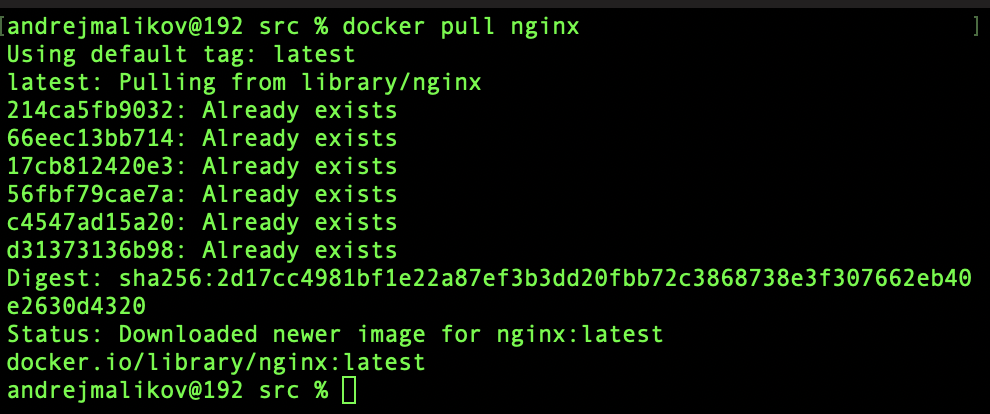 [andrejmalikov@192 src % docker pull nginx ]
Using default tag: latest
latest: Pulling from library/nginx
214ca5fb9032: Already exists
66eec13bb714: Already exists
17cb812420e3: Already exists
56fbf79cae7a: Already exists
c4547ad15a20: Already exists
d31373136b98: Already exists
Digest: sha256:2d17cc4981bf1e22a87ef3b3dd20fbb72c3868738e3f307662eb40
e2630d4320
Status: Downloaded newer image for nginx:latest
docker.io/library/nginx:latest
andrejmalikov@192 src %